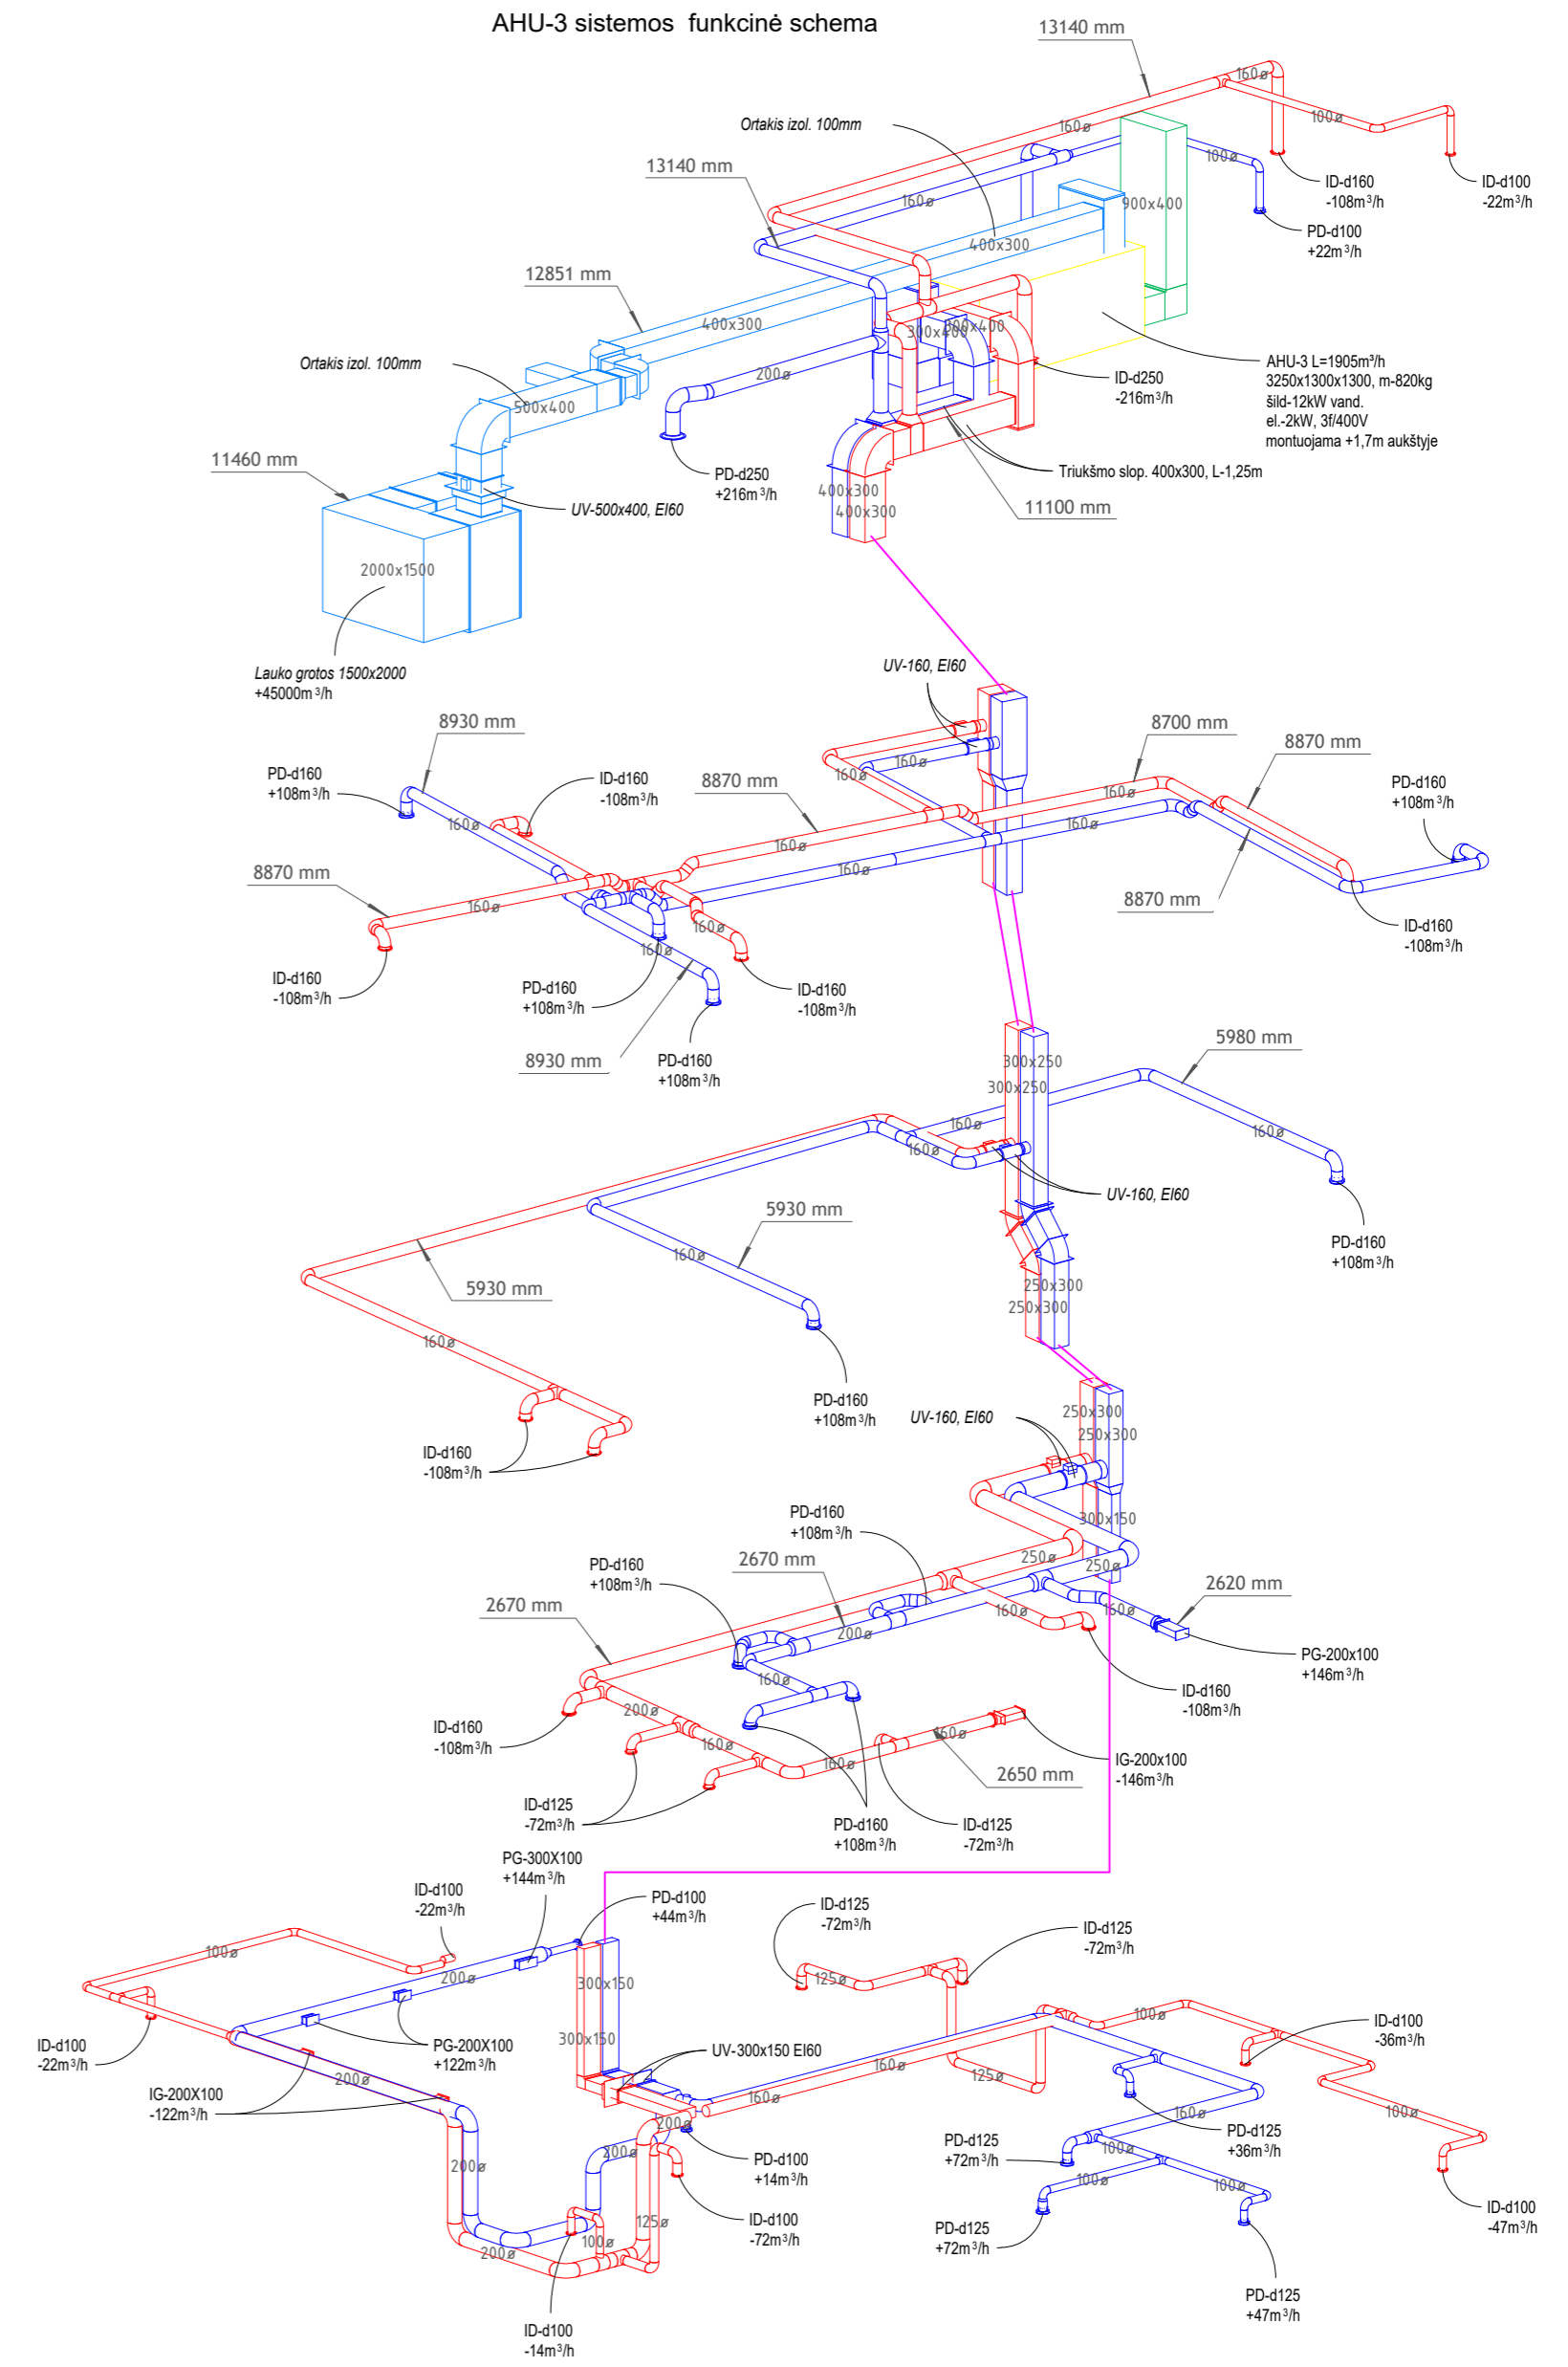 AHU-3 sistemos funkcinė schema
13140 mm
160ø
Ortakis izol. 100mm
160ø
100ø
13140 mm
100ø
ID-d160
-108m³/h
ID-d100
-22m³/h
160ø
900x400
PD-d100
+22m³/h
400x300
12851 mm
400x300
300x400
300x400
Ortakis izol. 100mm
200ø
ID-d250
-216m³/h
AHU-3 L=1905m³/h
3250x1300x1300, m-820kg
šild-12kW vand.
el.-2kW, 3f/400V
montuojama +1,7m aukštyje
500x400
11460 mm
PD-d250
+216m³/h
Triukšmo slop. 400x300, L-1,25m
400x300
400x300
11100 mm
UV-500x400, EI60
2000x1500
Lauko grotos 1500x2000
+45000m³/h
UV-160, EI60
8930 mm
8700 mm
8870 mm
PD-d160
+108m³/h
ID-d160
-108m³/h
8870 mm
160ø
160ø
160ø
PD-d160
+108m³/h
160ø
160ø
160ø
160ø
8870 mm
160ø
8870 mm
160ø
160ø
ID-d160
-108m³/h
ID-d160
-108m³/h
PD-d160
+108m³/h
ID-d160
-108m³/h
8930 mm
PD-d160
+108m³/h
5980 mm
300x250
300x250
160ø
160ø
160ø
UV-160, EI60
5930 mm
160ø
PD-d160
+108m³/h
5930 mm
250x300
250x300
160ø
PD-d160
+108m³/h
UV-160, EI60
250x300
250x300
ID-d160
-108m³/h
PD-d160
+108m³/h
300x150
2670 mm
PD-d160
+108m³/h
250ø
250ø
2620 mm
2670 mm
160ø
160ø
200ø
PG-200x100
+146m³/h
160ø
ID-d160
-108m³/h
200ø
ID-d160
-108m³/h
160ø
160ø
160ø
IG-200x100
-146m³/h
2650 mm
ID-d125
-72m³/h
PD-d160
+108m³/h
ID-d125
-72m³/h
PG-300X100
+144m³/h
ID-d100
-22m³/h
PD-d100
+44m³/h
ID-d125
-72m³/h
ID-d125
-72m³/h
100ø
200ø
300x150
125ø
100ø
ID-d100
-36m³/h
ID-d100
-22m³/h
PG-200X100
+122m³/h
300x150
UV-300x150 EI60
160ø
125ø
IG-200X100
-122m³/h
200ø
160ø
100ø
160ø
200ø
200ø
PD-d125
+36m³/h
PD-d125
+72m³/h
100ø
200ø
PD-d100
+14m³/h
100ø
100ø
ID-d100
-47m³/h
125ø
ID-d100
-72m³/h
PD-d125
+72m³/h
100ø
200ø
PD-d125
+47m³/h
ID-d100
-14m³/h